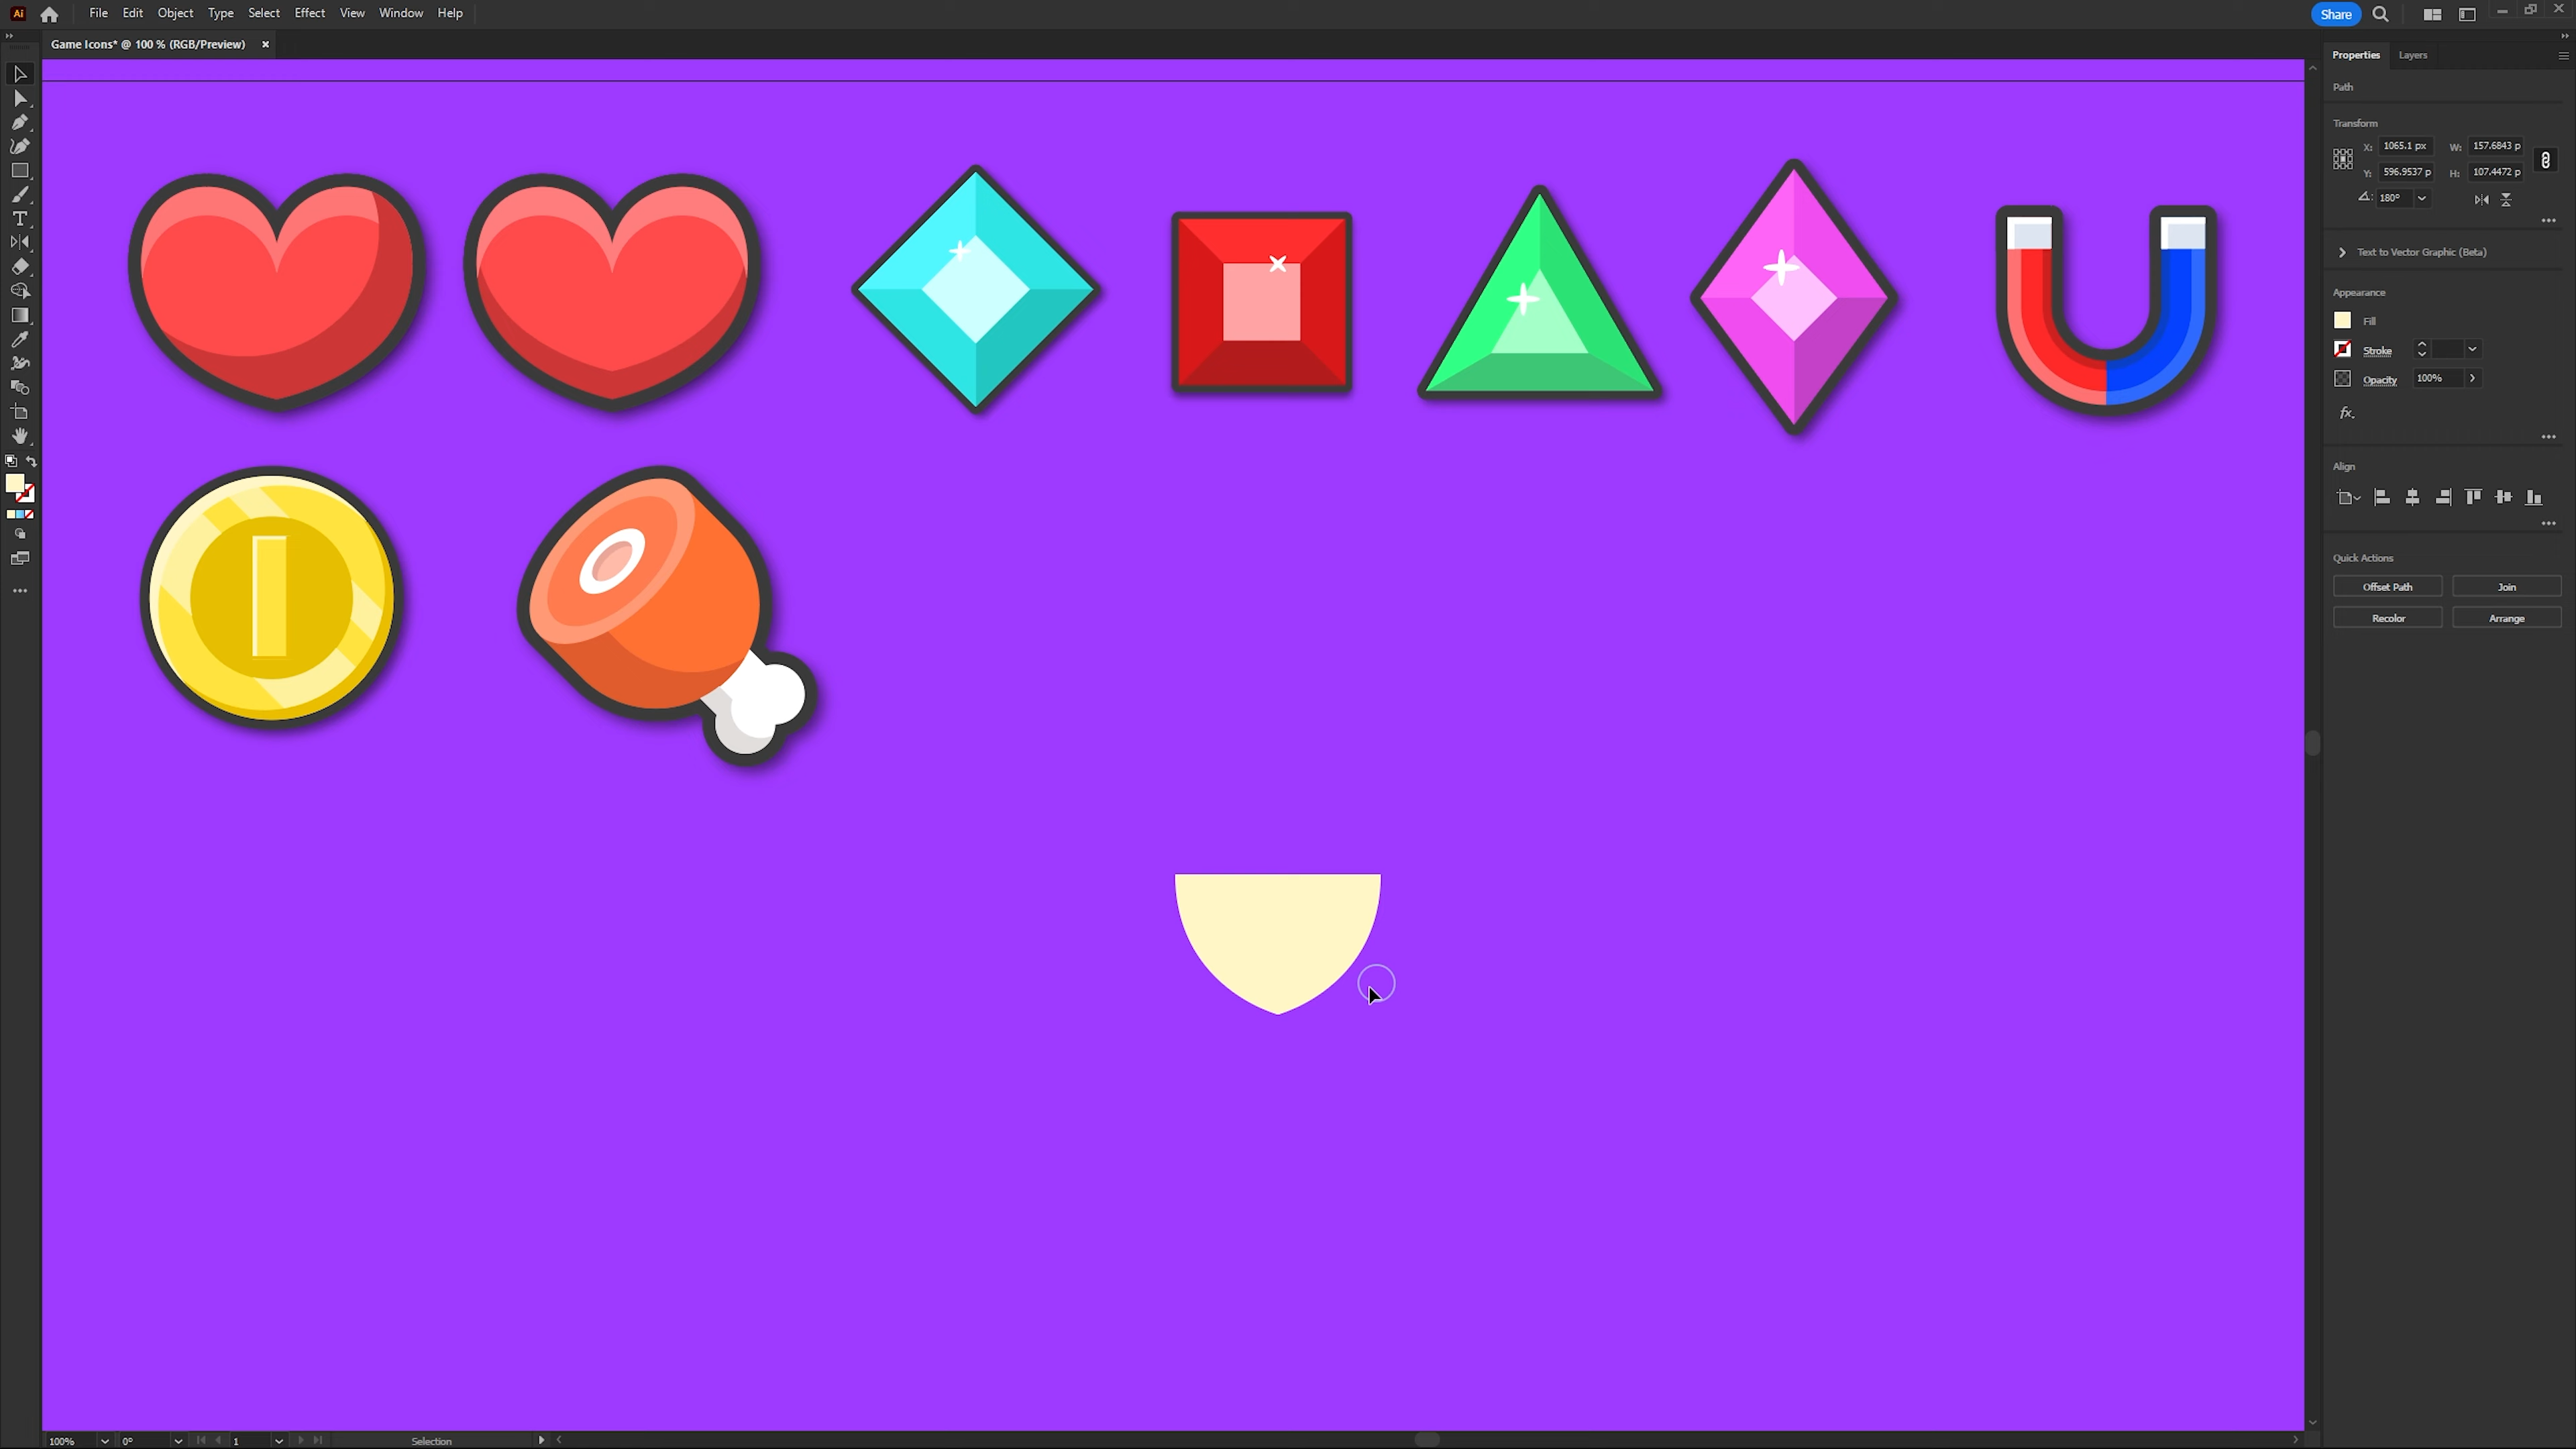 Ai File Edit Object Type Select Effect View Window Help Share
Game Icons* @ 100 % (RGB/Preview) ×
Properties Layers
Path
Transform
X: 1065.1 px W: 157.6843 p
Y: 596.9537 p H: 107.4472 p
180°
Text to Vector Graphic (Beta)
Appearance
Fill
Stroke
Opacity 100%
fx.
Align
Quick Actions
Offset Path Join
Recolor Arrange
100% 0° 1 Selection